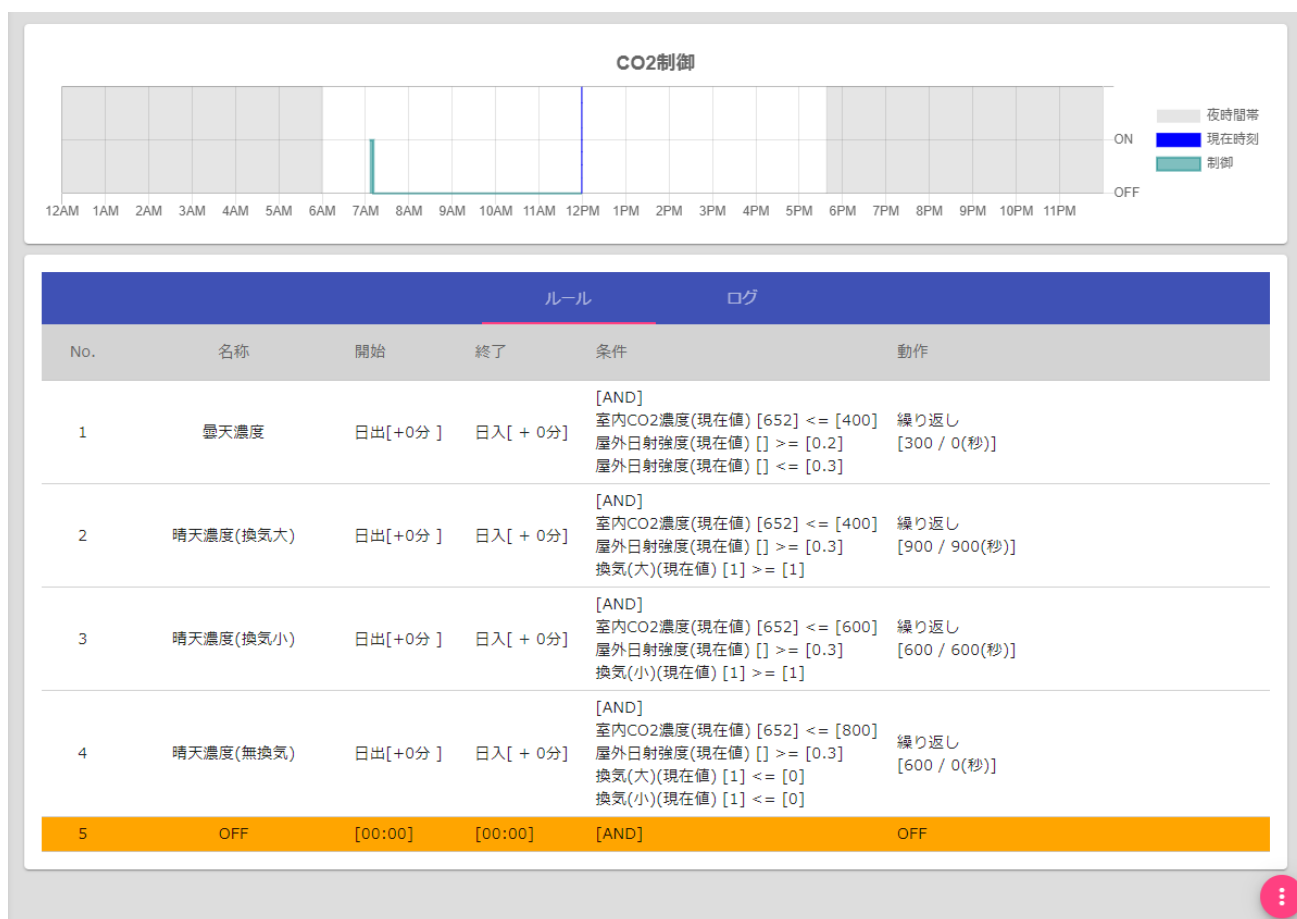 CO2制御
夜時間帯
ON
現在時刻
制御
OFF
12AM 1AM 2AM 3AM 4AM 5AM 6AM 7AM 8AM 9AM 10AM 11AM 12PM 1PM 2PM 3PM 4PM 5PM 6PM 7PM 8PM 9PM 10PM 11PM
ルール ログ
No. 名称 開始 終了 条件 動作
[AND]
室内CO2濃度(現在値) [652] <= [400] 繰り返し
1 曇天濃度 日出[+0分 ] 日入[ + 0分]
屋外日射強度(現在値) [] >= [0.2] [300 / 0(秒)]
屋外日射強度(現在値) [] <= [0.3]
[AND]
室内CO2濃度(現在値) [652] <= [400] 繰り返し
2 晴天濃度(換気大) 日出[+0分 ] 日入[ + 0分]
屋外日射強度(現在値) [] >= [0.3] [900 / 900(秒)]
換気(大)(現在値) [1] >= [1]
[AND]
室内CO2濃度(現在値) [652] <= [600] 繰り返し
3 晴天濃度(換気小) 日出[+0分 ] 日入[ + 0分]
屋外日射強度(現在値) [] >= [0.3] [600 / 600(秒)]
換気(小)(現在値) [1] >= [1]
[AND]
室内CO2濃度(現在値) [652] <= [800]
繰り返し
4 晴天濃度(無換気) 日出[+0分 ] 日入[ + 0分] 屋外日射強度(現在値) [] >= [0.3]
[600 / 0(秒)]
換気(大)(現在値) [1] <= [0]
換気(小)(現在値) [1] <= [0]
5 OFF [00:00] [00:00] [AND] OFF